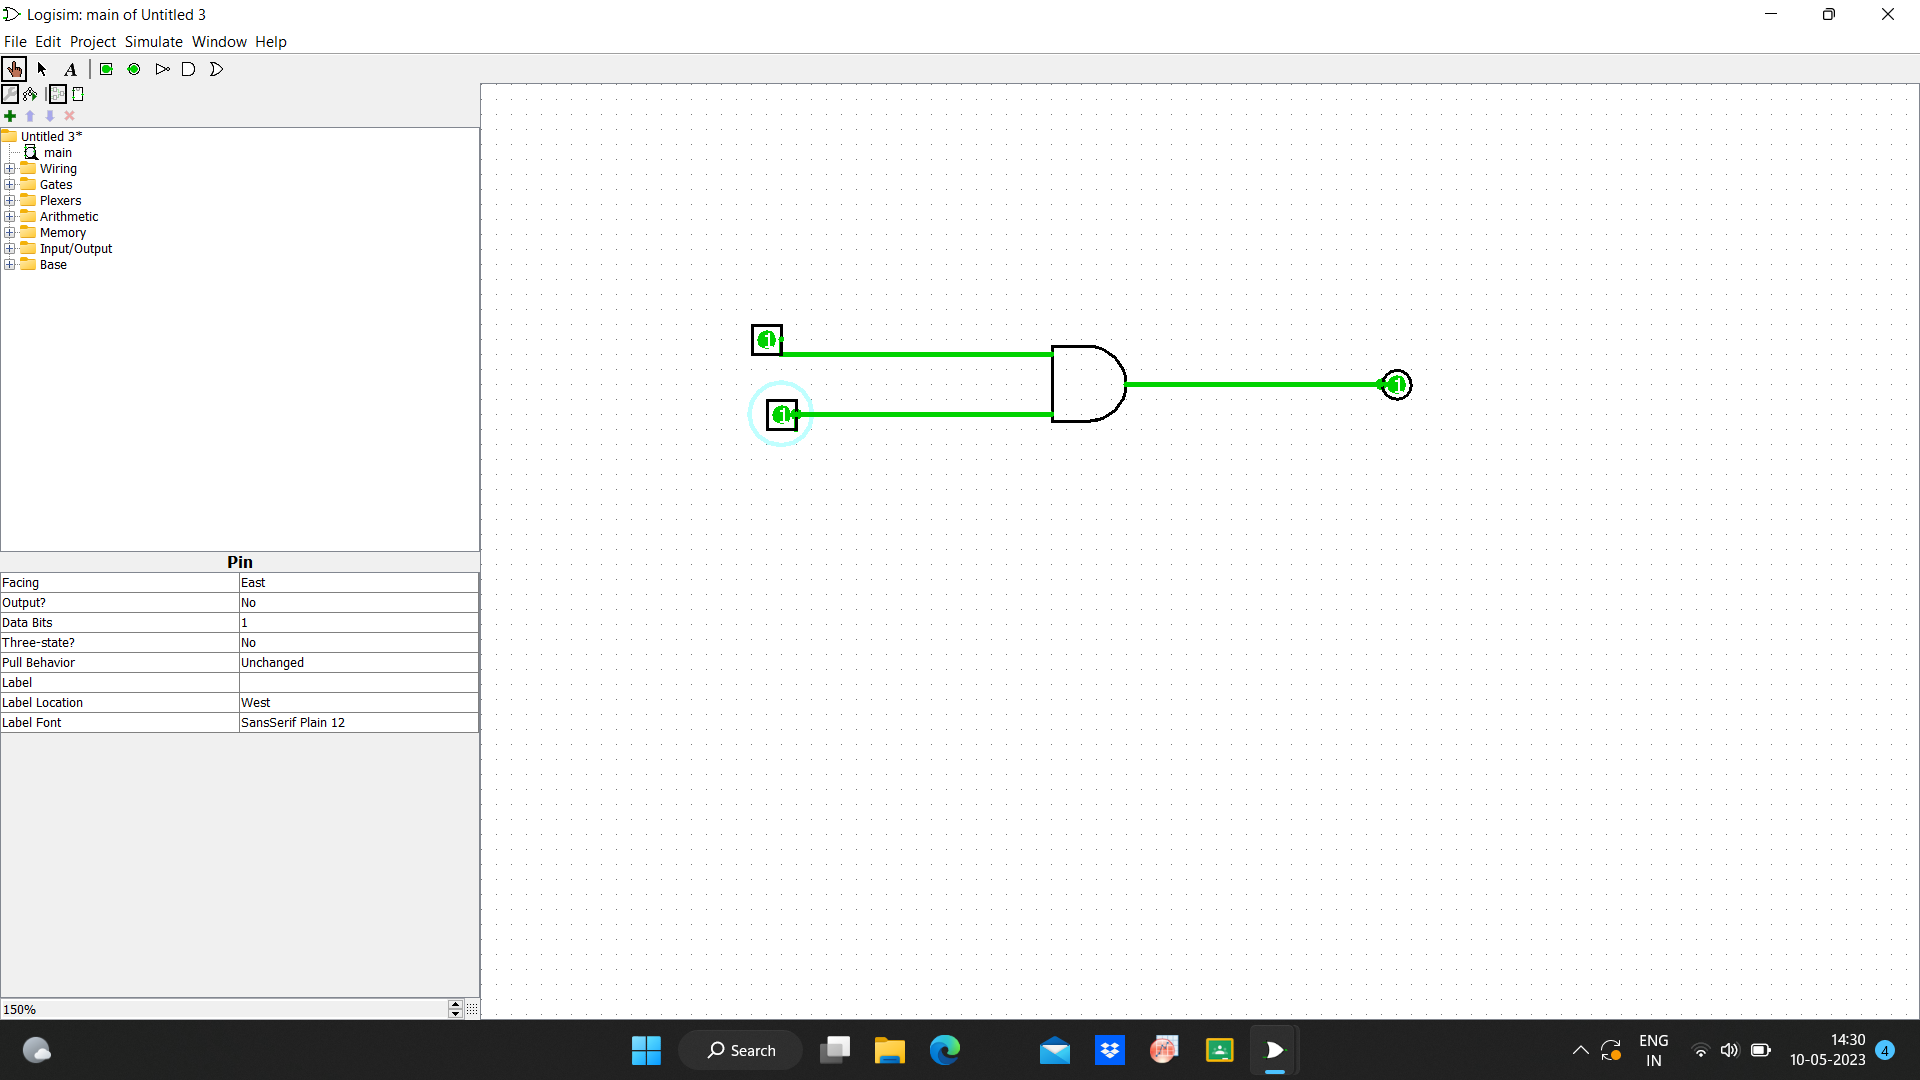 Logisim: main of Untitled 3
File Edit Project Simulate Window Help
A
Untitled 3*
main
Wiring
Gates
Plexers
Arithmetic
Memory
Input/Output
Base
1
1
1
Pin
Facing East
Output? No
Data Bits 1
Three-state? No
Pull Behavior Unchanged
Label
Label Location West
Label Font SansSerif Plain 12
150%
Search
ENG
IN
14:30
10-05-2023
4